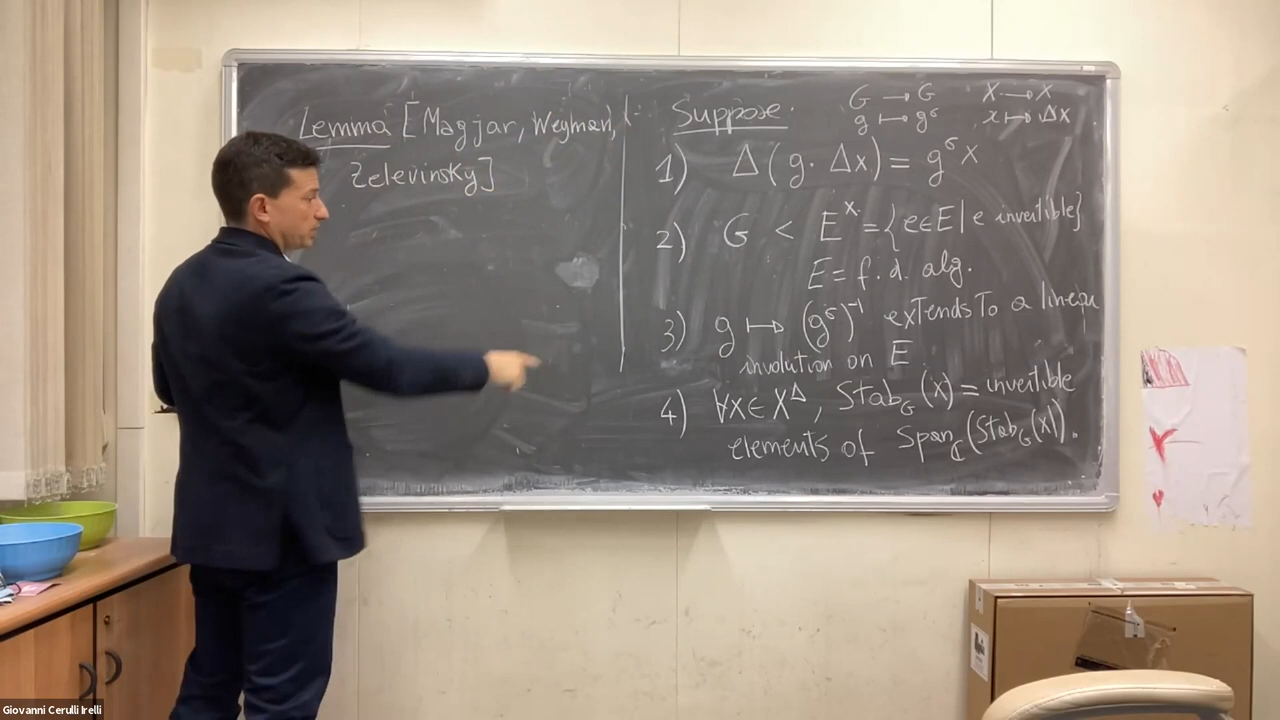 Lemma [Magjar, Weyman,
Zelevinsky]
Suppose.
G → G
g ↦ g^σ
X → X
x ↦ Δx
1) Δ(g· Δx) = g^σ x
2) G < E^× = {e∈E | e invertible}
E = f.d. alg.
3) g ↦ (g^σ)^-1 extends to a linear
involution on E
4) ∀x∈X^Δ, Stab_G(x) = invertible
elements of Span_ℂ(Stab_G(x)).
Giovanni Cerulli Irelli